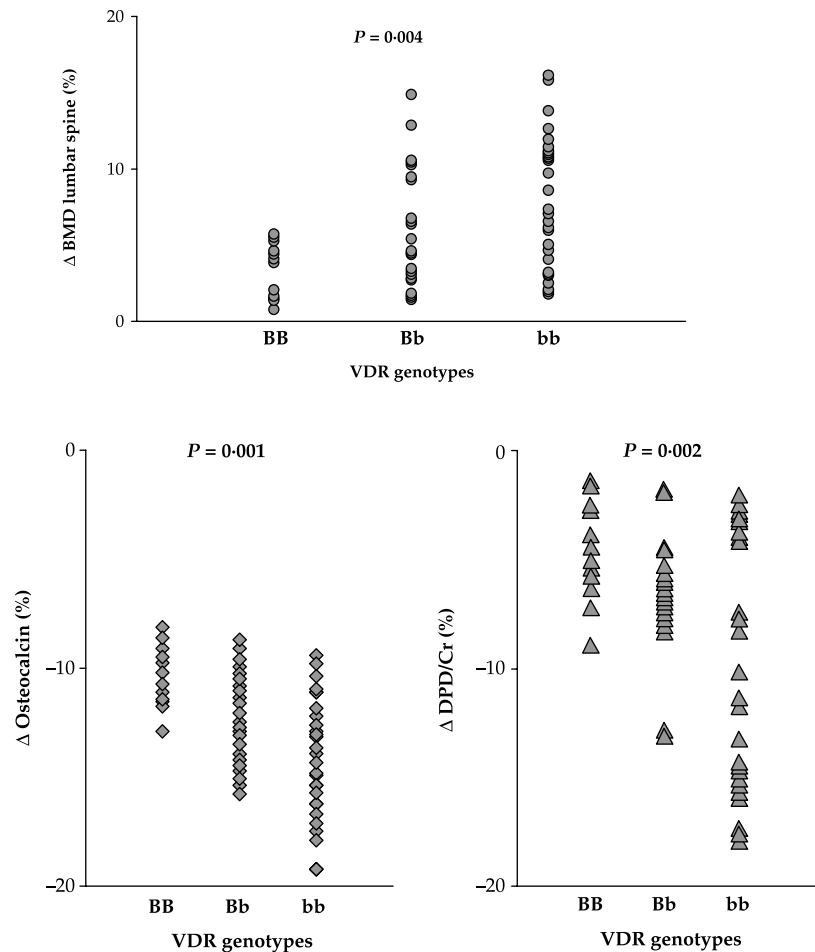 20
P = 0·004
Δ BMD lumbar spine (%)
10
0
BB Bb bb
VDR genotypes
0
P = 0·001
Δ Osteocalcin (%)
–10
–20
BB Bb bb
VDR genotypes
0
P = 0·002
Δ DPD/Cr (%)
–10
–20
BB Bb bb
VDR genotypes